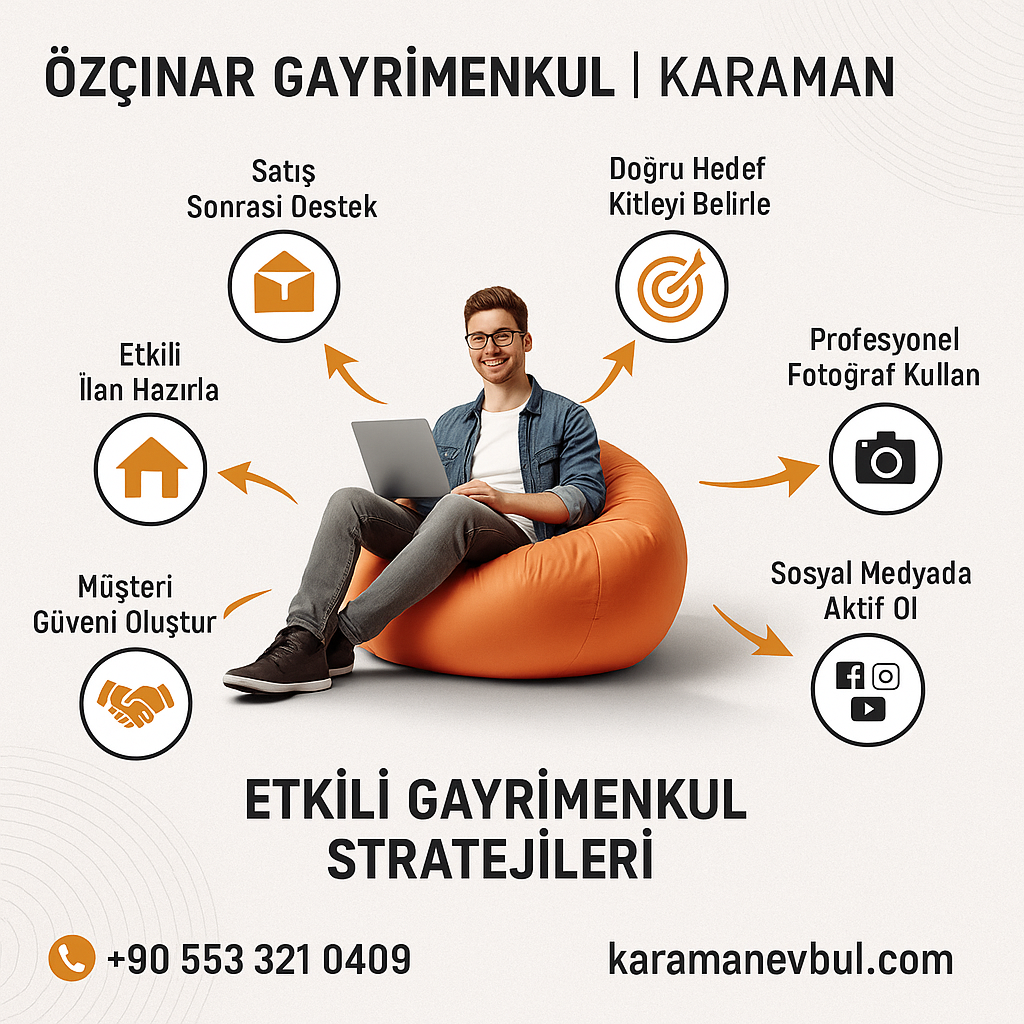 ÖZÇINAR GAYRİMENKUL | KARAMAN
Satış
Sonrasi Destek
Doğru Hedef
Kitleyi Belirle
Etkili
İlan Hazırla
Profesyonel
Fotoğraf Kullan
Müşteri
Güveni Oluştur
Sosyal Medyada
Aktif Ol
ETKİLİ GAYRİMENKUL
STRATEJİLERİ
+90 553 321 0409
karamanevbul.com